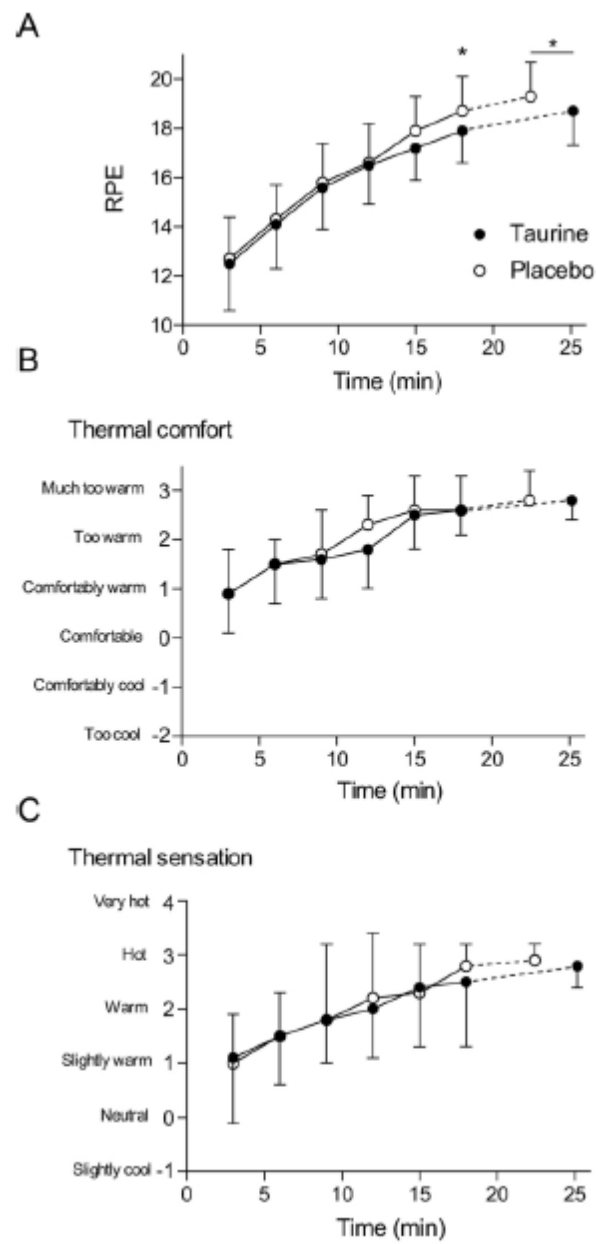 A
*
*
20
18
16
14
12
10
RPE
Taurine
Placebo
0 5 10 15 20 25
Time (min)
B
Thermal comfort
Much too warm 3
Too warm 2
Comfortably warm 1
Comfortable 0
Comfortably cool -1
Too cool -2
0 5 10 15 20 25
Time (min)
C
Thermal sensation
Very hot 4
Hot 3
Warm 2
Slightly warm 1
Neutral 0
Slightly cool -1
0 5 10 15 20 25
Time (min)